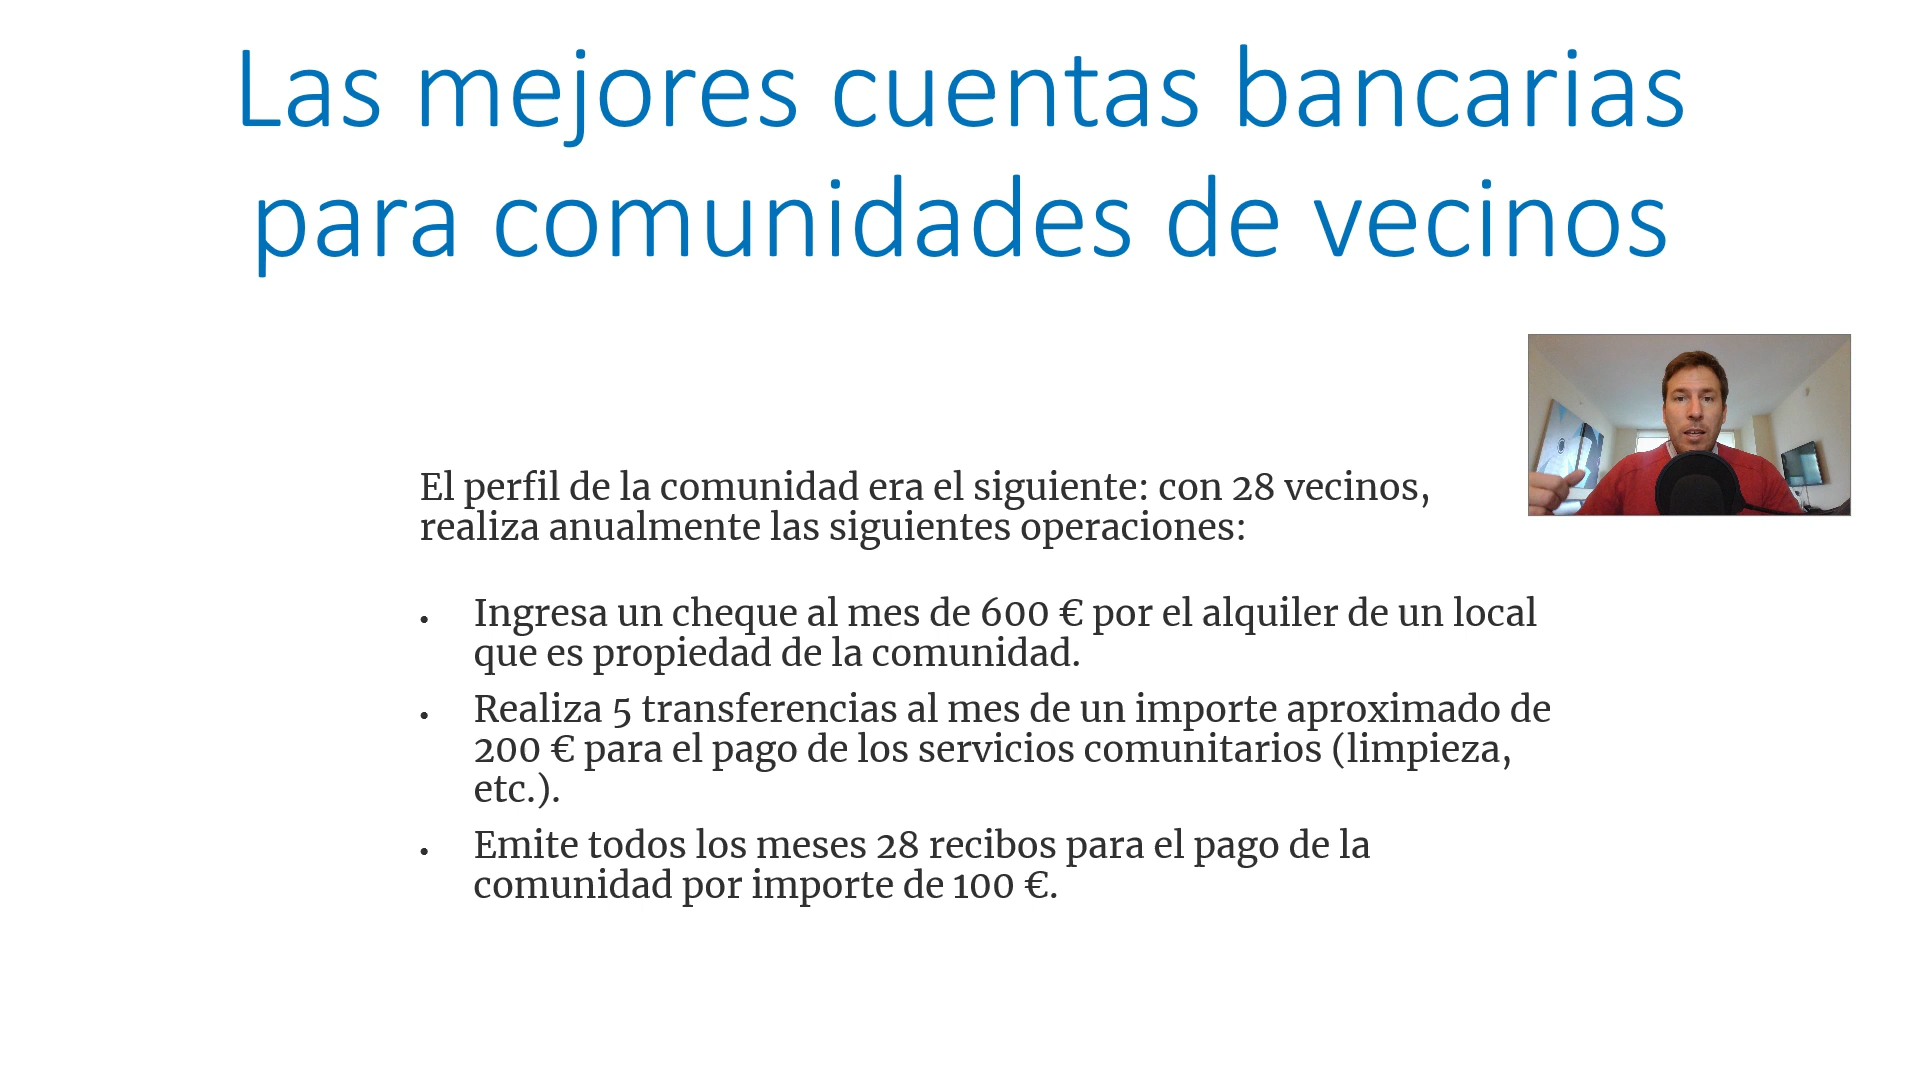 Las mejores cuentas bancarias
para comunidades de vecinos
El perfil de la comunidad era el siguiente: con 28 vecinos,
realiza anualmente las siguientes operaciones:
• Ingresa un cheque al mes de 600 € por el alquiler de un local
que es propiedad de la comunidad.
• Realiza 5 transferencias al mes de un importe aproximado de
200 € para el pago de los servicios comunitarios (limpieza,
etc.).
• Emite todos los meses 28 recibos para el pago de la
comunidad por importe de 100 €.